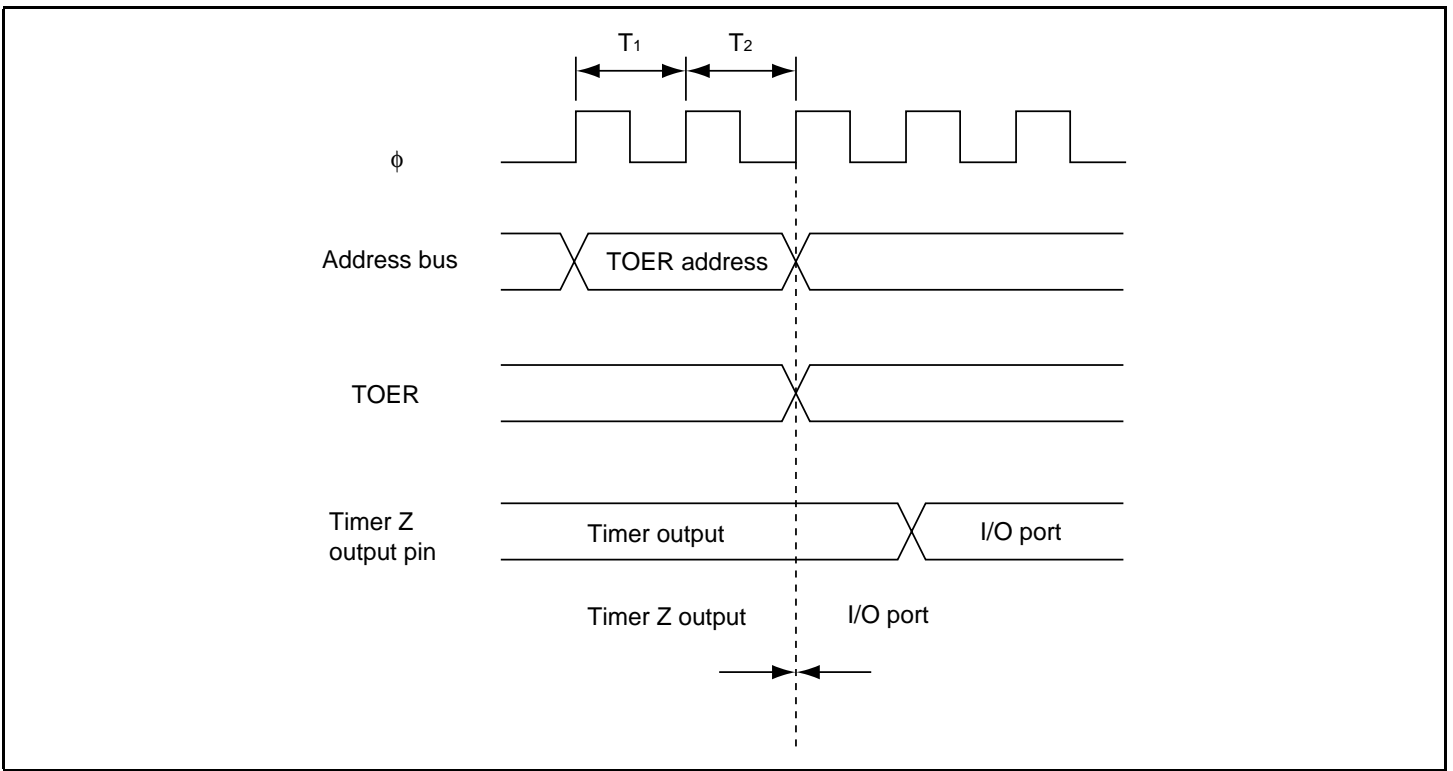 T1 T2
ϕ
Address bus TOER address
TOER
Timer Z
output pin
Timer output I/O port
Timer Z output I/O port